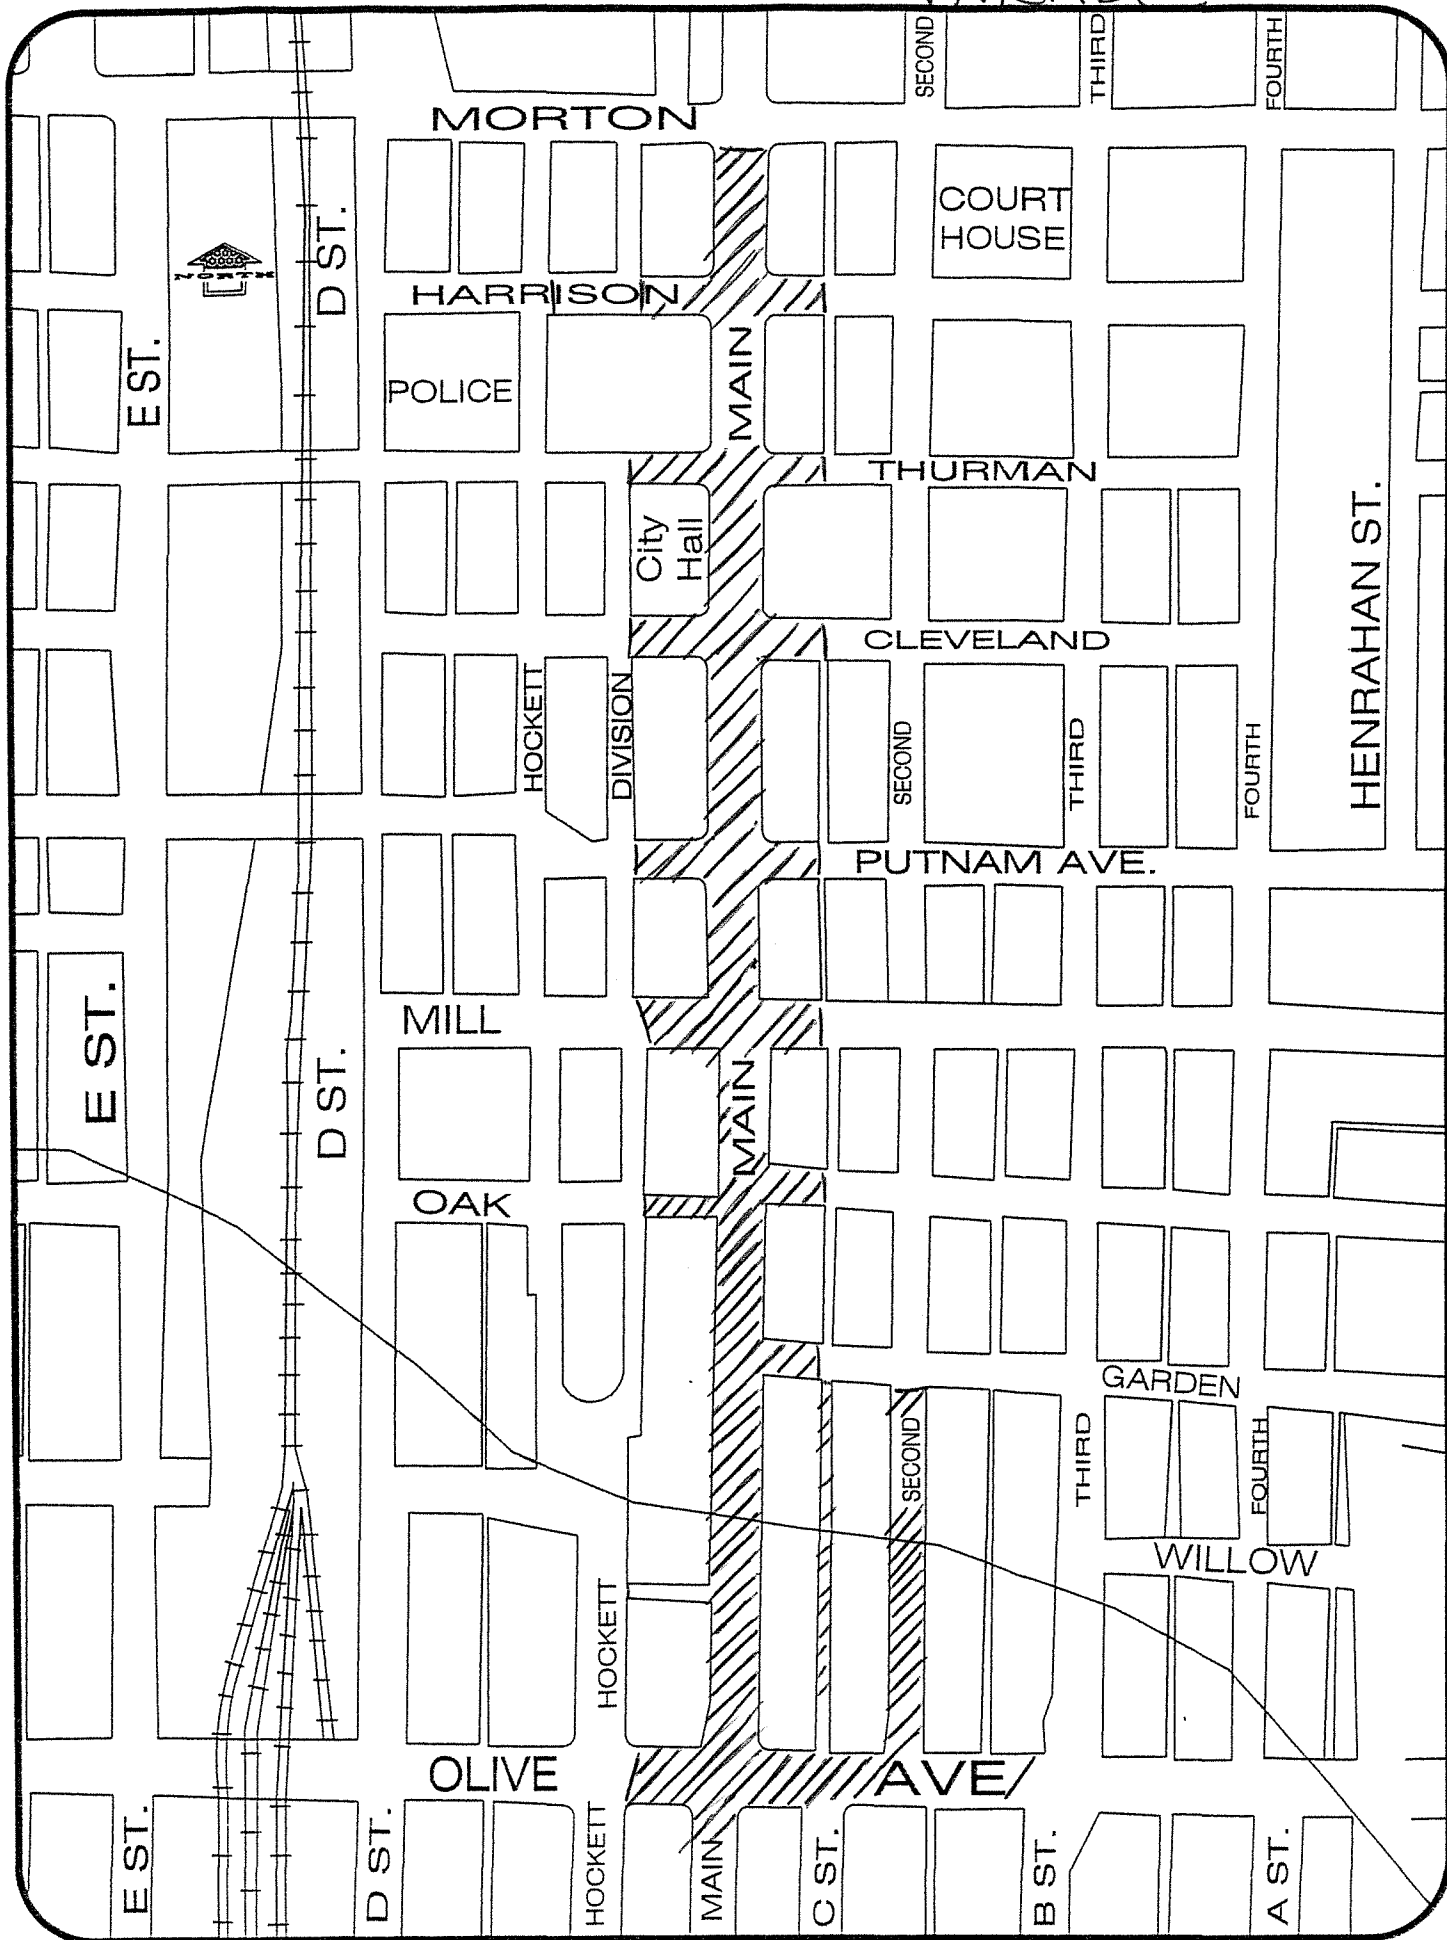 SECOND
THIRD
FOURTH
MORTON
COURT
HOUSE
D ST.
NORTH
HARRISON
MAIN
E ST.
POLICE
THURMAN
City
Hall
HENRAHAN ST.
CLEVELAND
HOCKETT
DIVISION
SECOND
THIRD
FOURTH
PUTNAM AVE.
E ST.
MILL
D ST.
MAIN
OAK
GARDEN
SECOND
THIRD
FOURTH
WILLOW
HOCKETT
OLIVE
AVE
E ST.
D ST.
HOCKETT
MAIN
C ST.
B ST.
A ST.